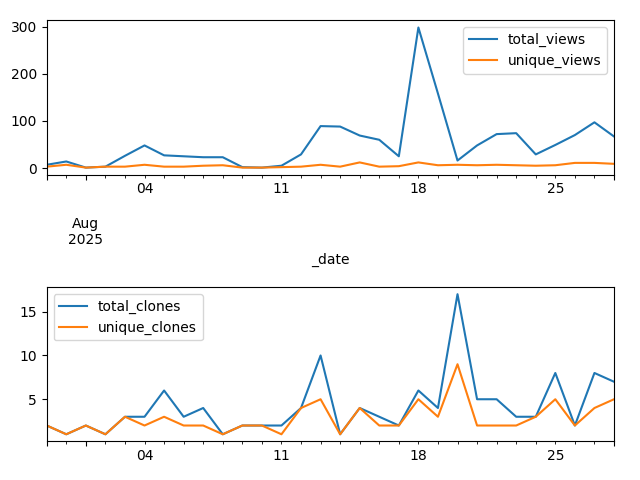 300
200
100
0
total_views
unique_views
04
11
18
25
Aug
2025
_date
15
10
5
total_clones
unique_clones
04
11
18
25